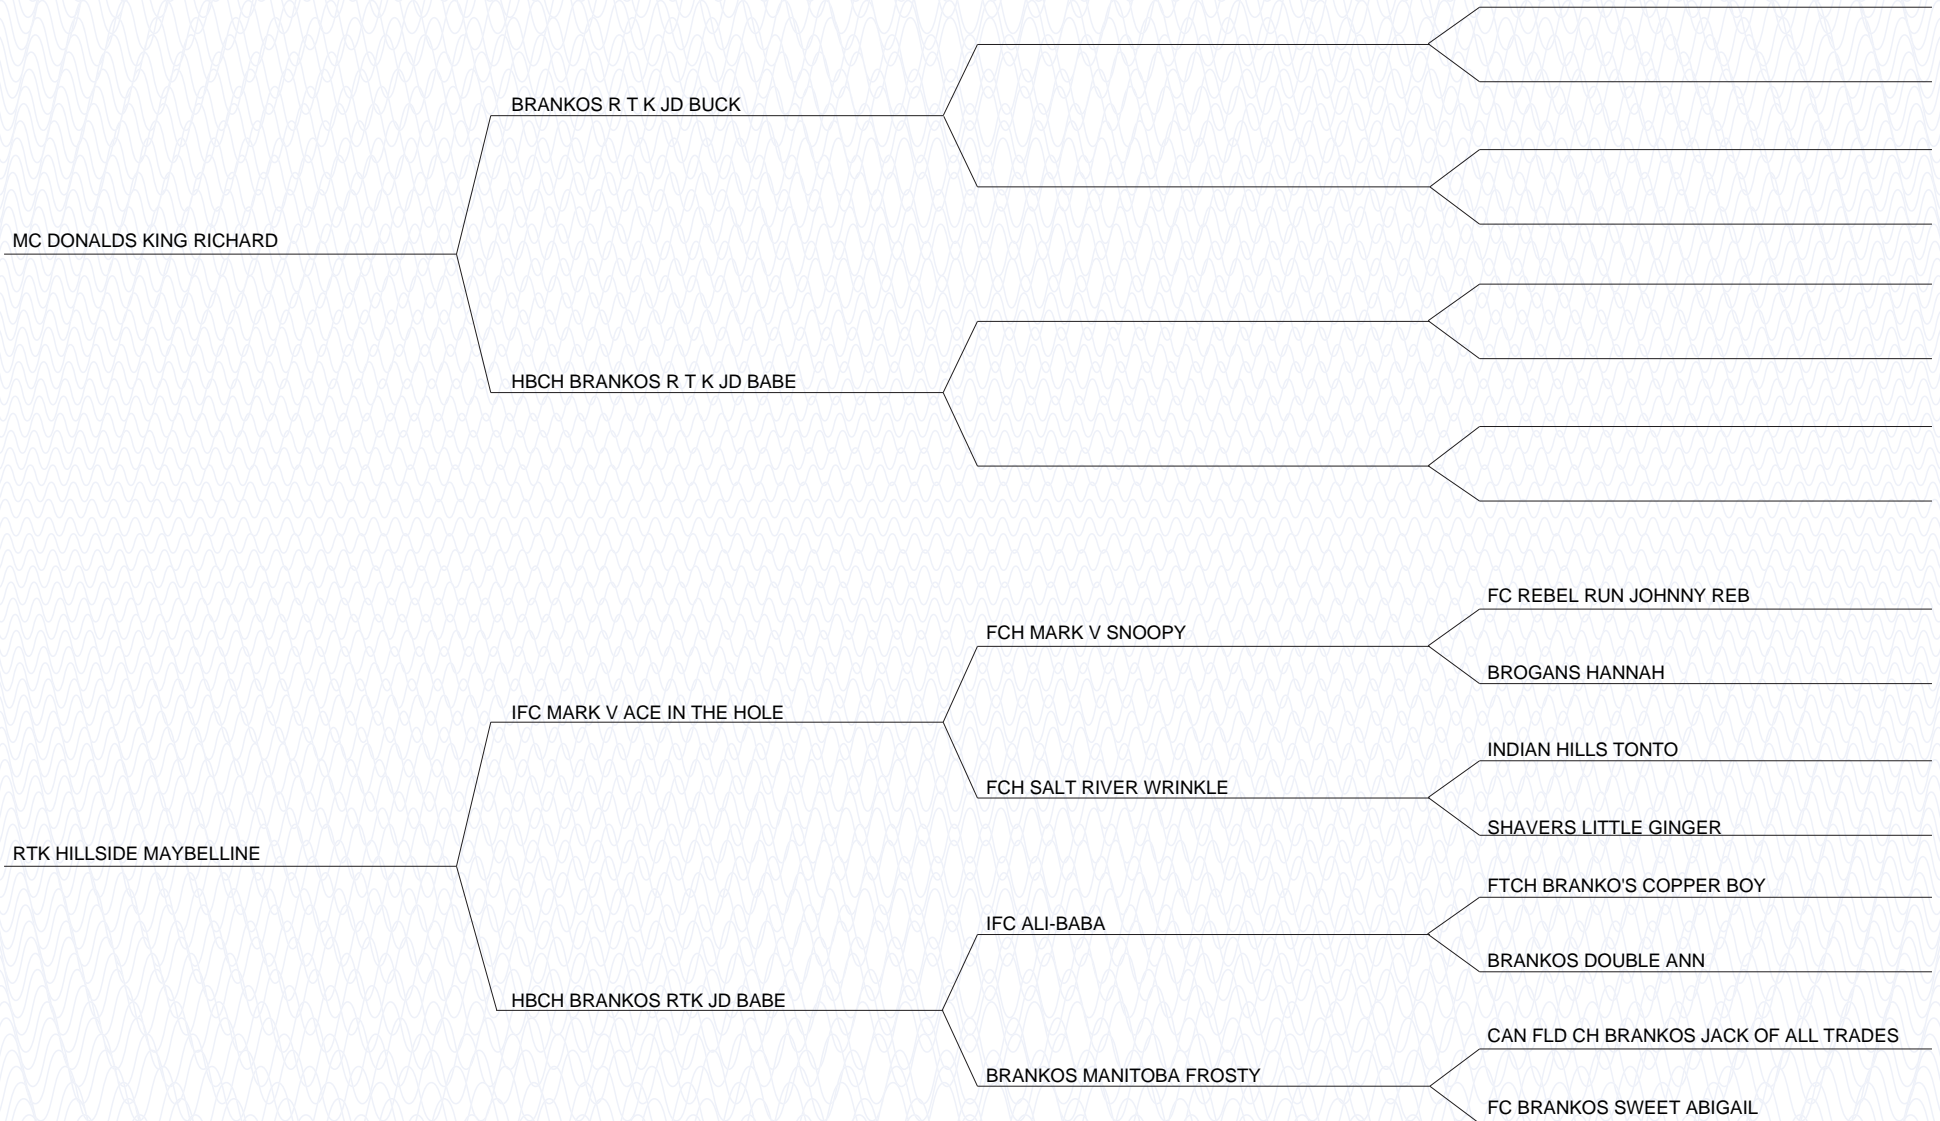 BRANKOS R T K JD BUCK
MC DONALDS KING RICHARD
HBCH BRANKOS R T K JD BABE
FC REBEL RUN JOHNNY REB
FCH MARK V SNOOPY
BROGANS HANNAH
IFC MARK V ACE IN THE HOLE
INDIAN HILLS TONTO
FCH SALT RIVER WRINKLE
SHAVERS LITTLE GINGER
RTK HILLSIDE MAYBELLINE
FTCH BRANKO'S COPPER BOY
IFC ALI-BABA
BRANKOS DOUBLE ANN
HBCH BRANKOS RTK JD BABE
CAN FLD CH BRANKOS JACK OF ALL TRADES
BRANKOS MANITOBA FROSTY
FC BRANKOS SWEET ABIGAIL